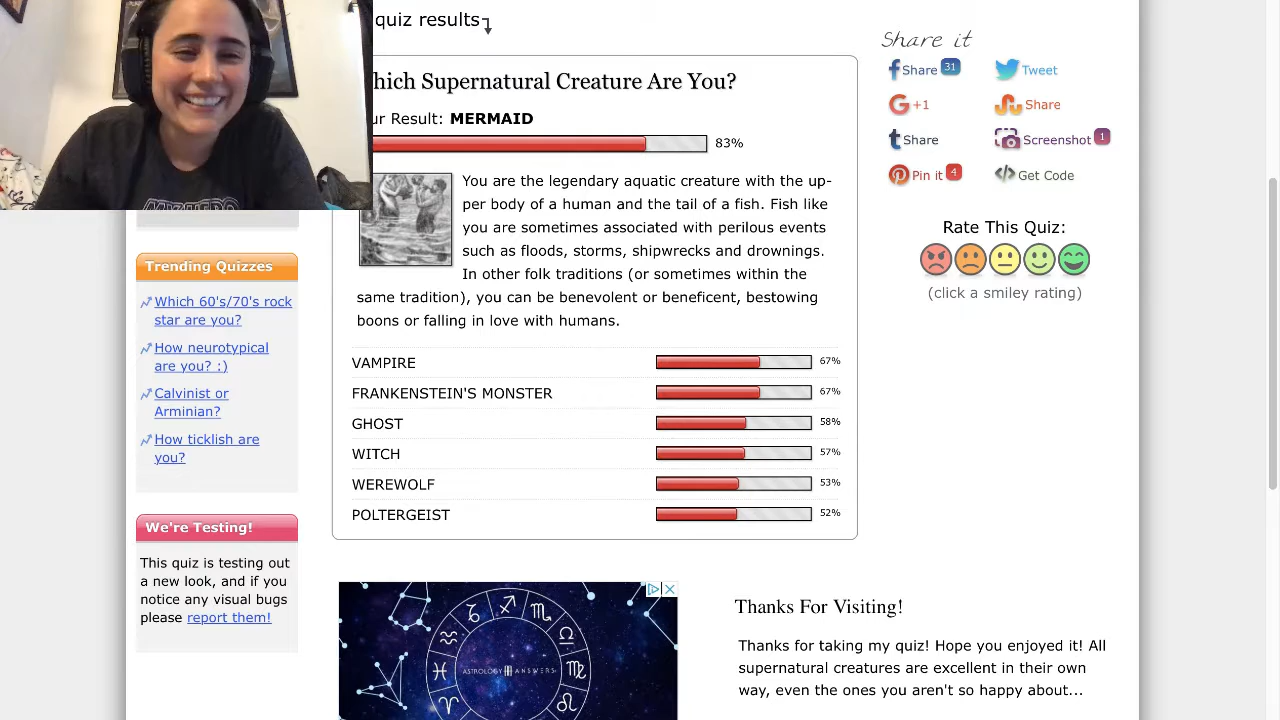 quiz results
hich Supernatural Creature Are You?
ur Result: MERMAID
83%
You are the legendary aquatic creature with the up-
per body of a human and the tail of a fish. Fish like
you are sometimes associated with perilous events
such as floods, storms, shipwrecks and drownings.
In other folk traditions (or sometimes within the
same tradition), you can be benevolent or beneficent, bestowing
boons or falling in love with humans.
VAMPIRE 67%
FRANKENSTEIN'S MONSTER 67%
GHOST 58%
WITCH 57%
WEREWOLF 53%
POLTERGEIST 52%
Share it
Share 31 Tweet
G+1 Share
t Share Screenshot 1
Pin it 4 Get Code
Rate This Quiz:
(click a smiley rating)
Trending Quizzes
Which 60's/70's rock
star are you?
How neurotypical
are you? :)
Calvinist or
Arminian?
How ticklish are
you?
We're Testing!
This quiz is testing out
a new look, and if you
notice any visual bugs
please report them!
ASTROLOGY ANSWERS
Thanks For Visiting!
Thanks for taking my quiz! Hope you enjoyed it! All
supernatural creatures are excellent in their own
way, even the ones you aren't so happy about...